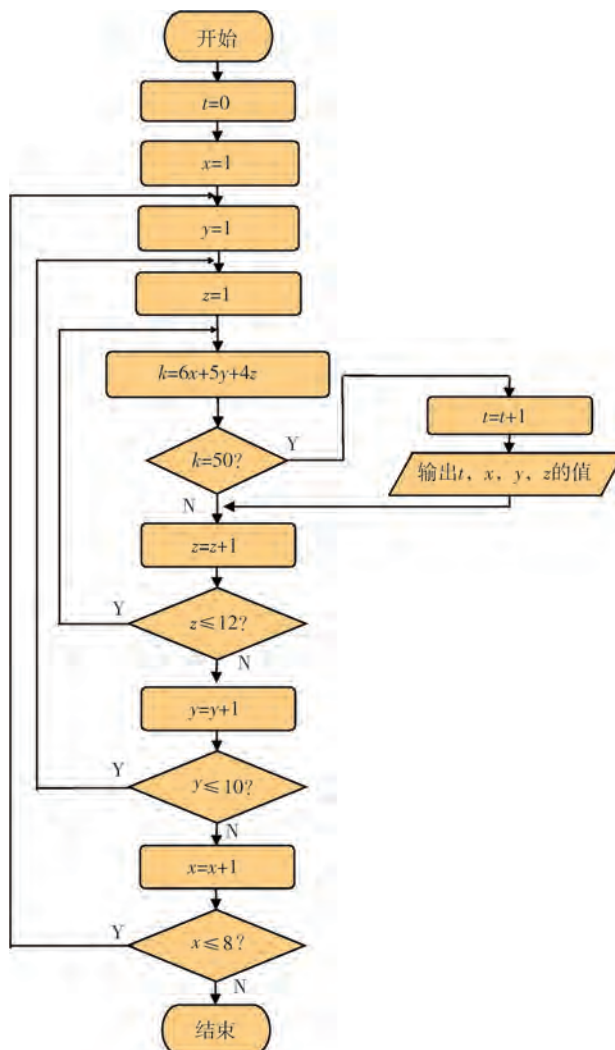 开始
t=0
x=1
y=1
z=1
k=6x+5y+4z
k=50?
Y
t=t+1
输出t，x，y，z的值
N
z=z+1
z≤12?
Y
N
y=y+1
y≤10?
Y
N
x=x+1
x≤8?
Y
N
结束